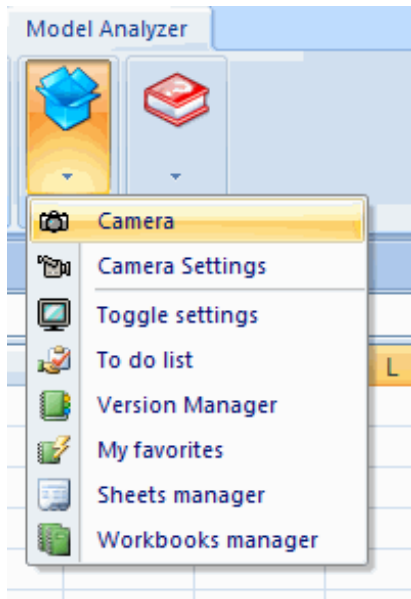 Model Analyzer
Camera
Camera Settings
Toggle settings
To do list
L
Version Manager
My favorites
Sheets manager
Workbooks manager